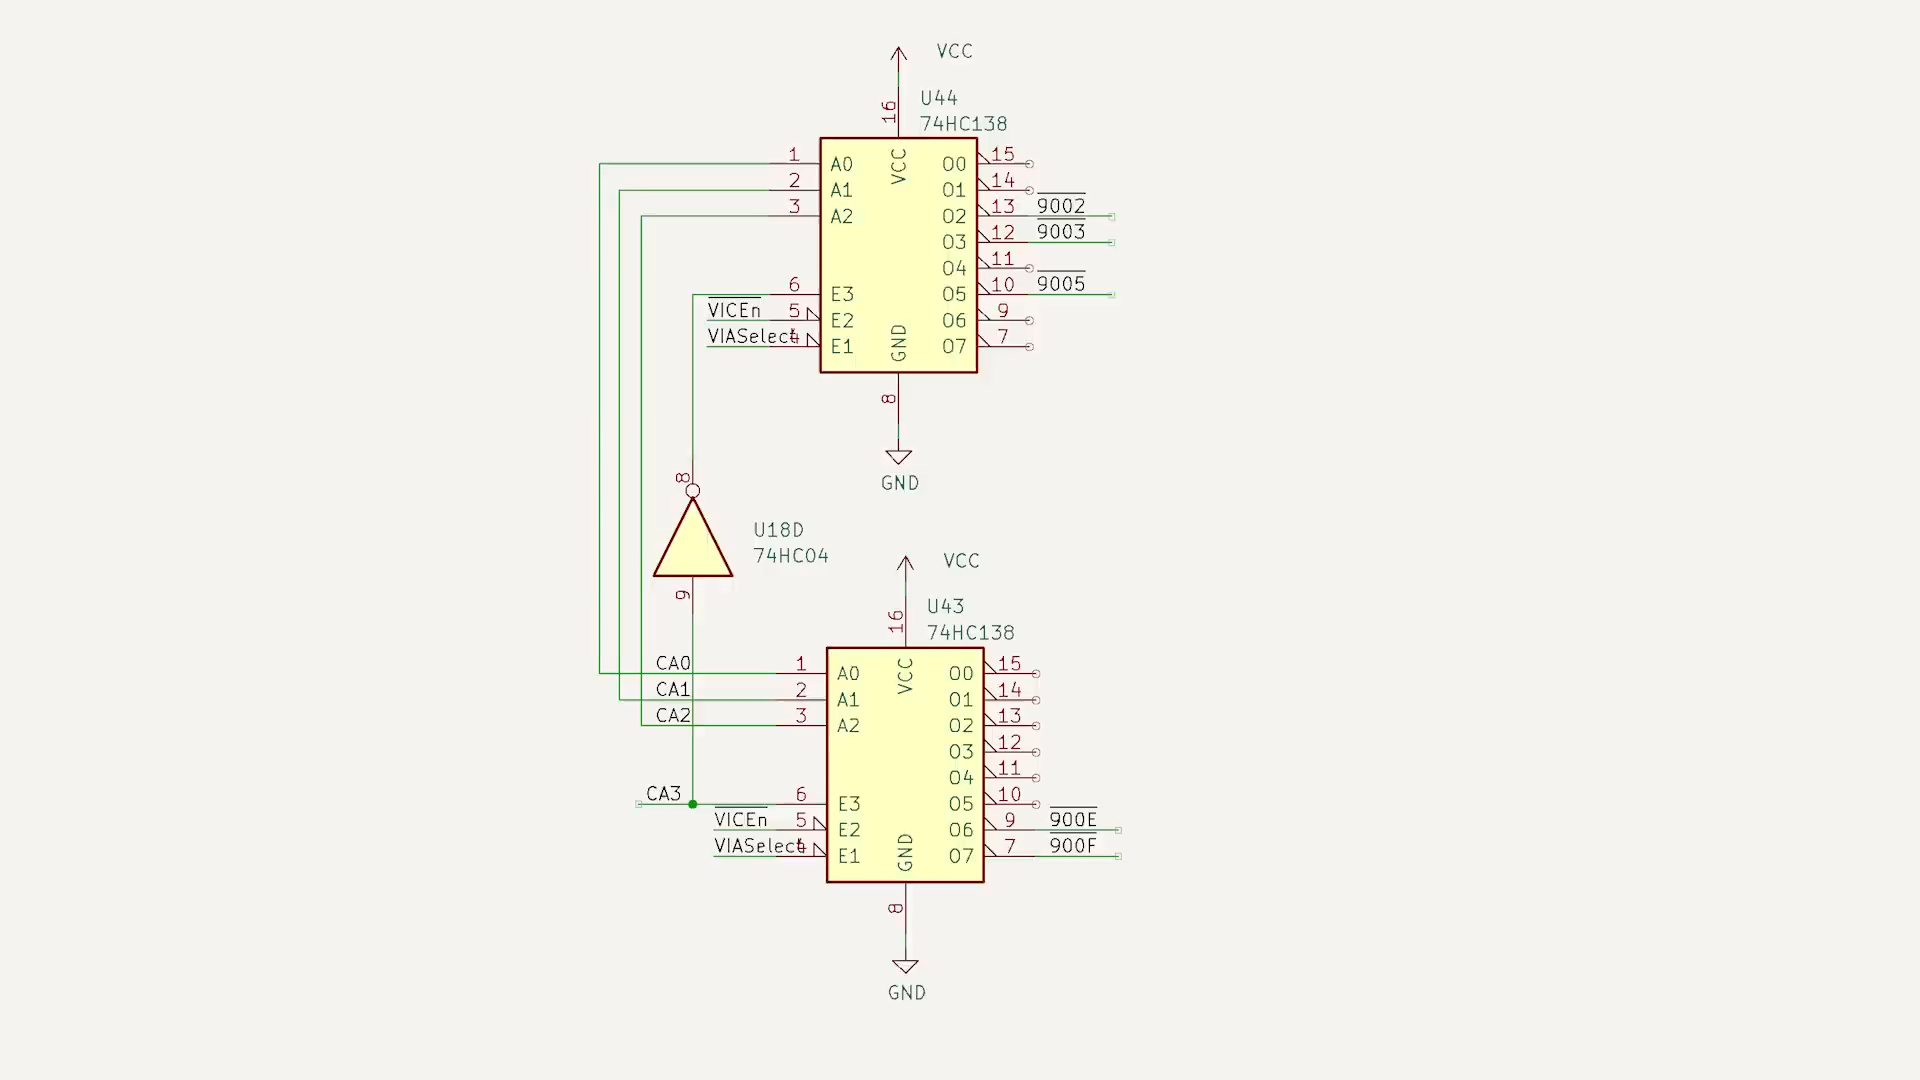 VCC
U44
74HC138
16
1 A0 VCC O0 15
2 A1 O1 14
3 A2 O2 13 9002
O3 12 9003
O4 11
6 E3 O5 10 9005
VICEn 5 E2 GND O6 9
VIASelect 4 E1 O7 7
8
GND
8
U18D
74HC04
9
VCC
U43
74HC138
16
CA0 1 A0 VCC O0 15
CA1 2 A1 O1 14
CA2 3 A2 O2 13
O3 12
O4 11
CA3 6 E3 O5 10
VICEn 5 E2 GND O6 9 900E
VIASelect 4 E1 O7 7 900F
8
GND